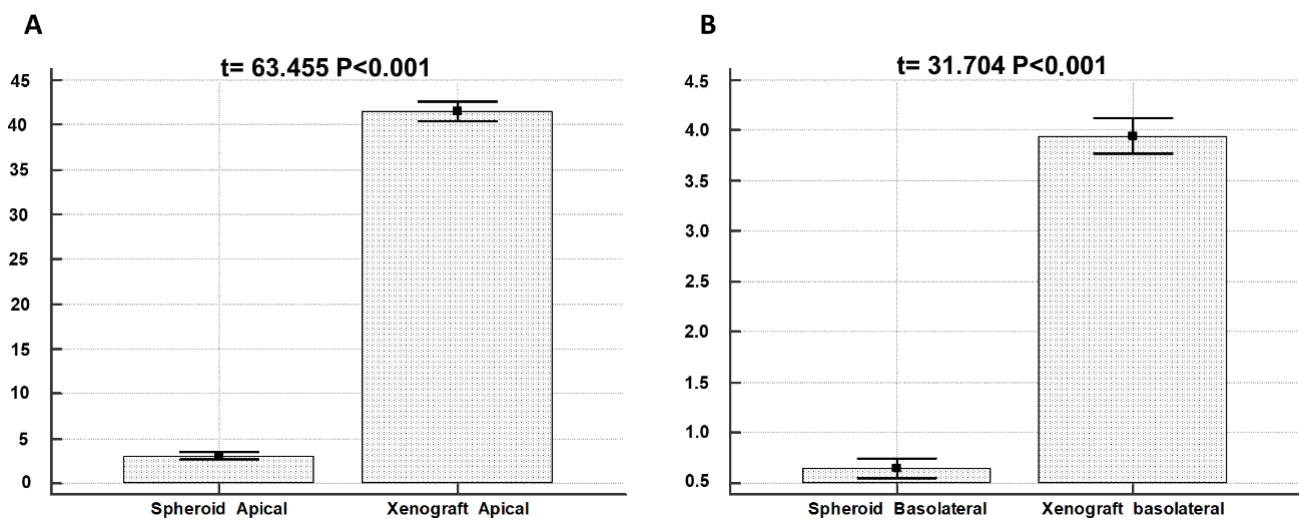 A
t= 63.455 P<0.001
45
40
35
30
25
20
15
10
5
0
Spheroid Apical
Xenograft Apical
B
t= 31.704 P<0.001
4.5
4.0
3.5
3.0
2.5
2.0
1.5
1.0
0.5
Spheroid Basolateral
Xenograft basolateral